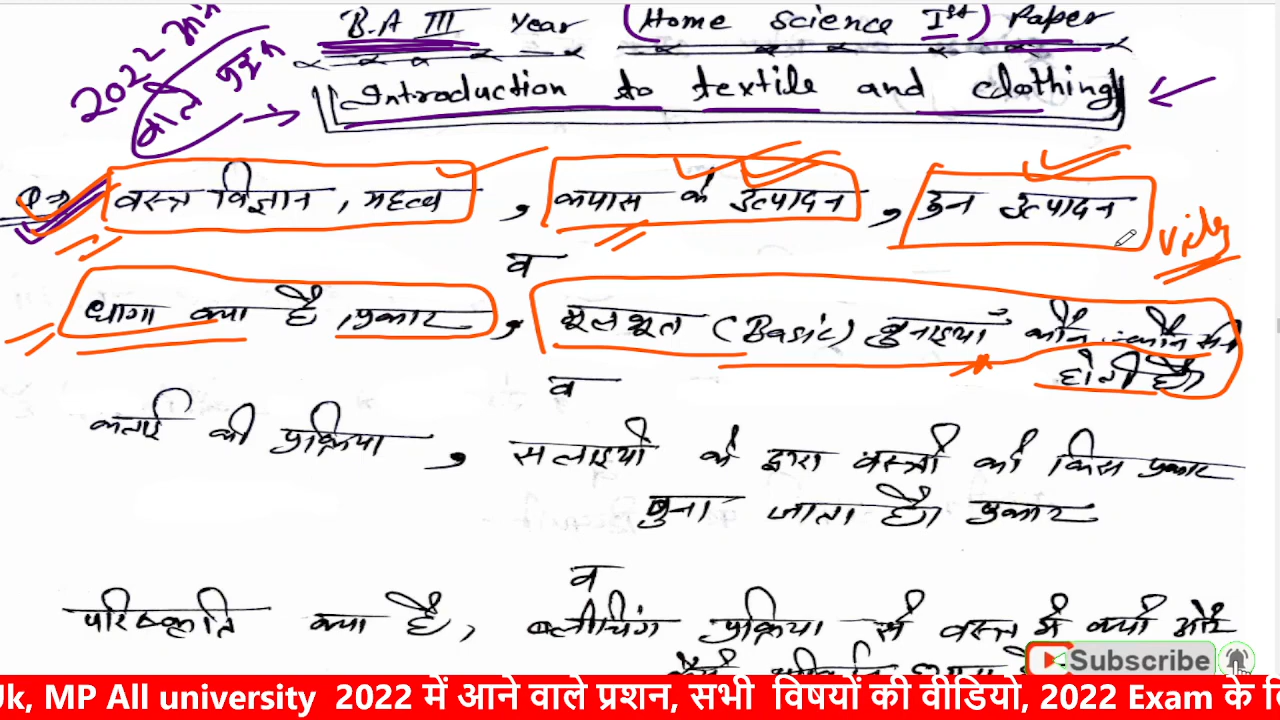 B.A III Year (Home Science Ist) Paper
Introduction to textile and clothing
2022 में
आने वाले प्रश्न
वस्त्र विज्ञान, महत्व, कपास के उत्पादन, ऊन उत्पादन
व
धागा क्या है प्रकार, मूलभूत (Basic) बुनाइयाँ कौन-कौन सी
होती है।
व
कताई की प्रक्रिया, सलाइयों के द्वारा वस्त्रों को किस प्रकार
बुना जाता है। प्रकार
व
परिष्कृति क्या है, ब्लीचिंग प्रक्रिया से वस्त्र में क्यों और
Subscribe
Uk, MP All university 2022 में आने वाले प्रशन, सभी विषयों की वीडियो, 2022 Exam के